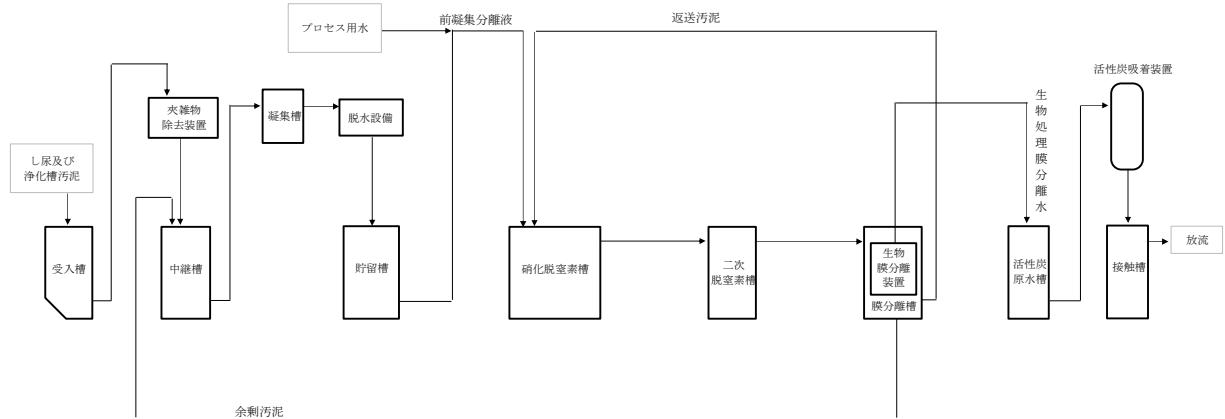 プロセス用水
前凝集分離液
返送汚泥
活性炭吸着装置
夾雑物
除去装置
凝集槽
脱水設備
生物処理膜分離水
し尿及び
浄化槽汚泥
受入槽
中継槽
貯留槽
硝化脱窒素槽
二次
脱窒素槽
生物
膜分離
装置
膜分離槽
活性炭
原水槽
接触槽
放流
余剰汚泥